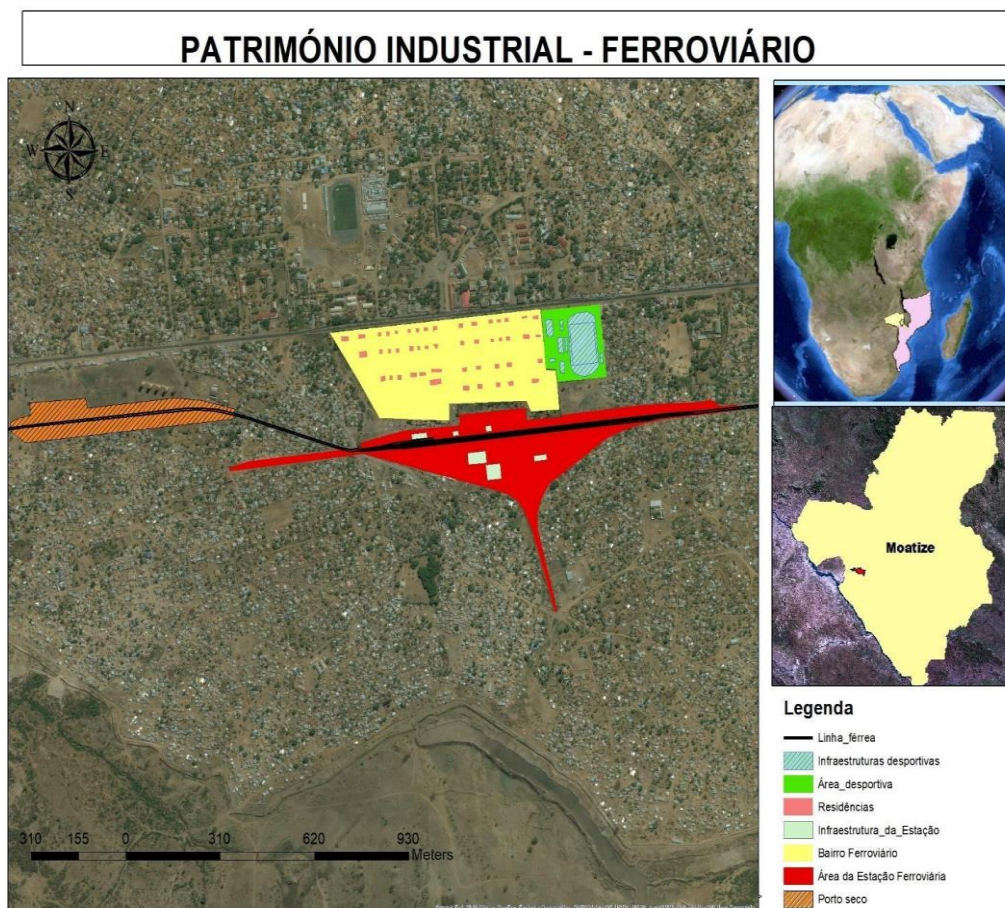 PATRIMÓNIO INDUSTRIAL - FERROVIÁRIO
N
W
E
S
Moatize
310 155 0 310 620 930
Meters
Legenda
Linha_férrea
Infraestruturas desportivas
Área_desportiva
Residências
Infraestrutura_da_Estação
Bairro Ferroviário
Área da Estação Ferroviária
Porto seco